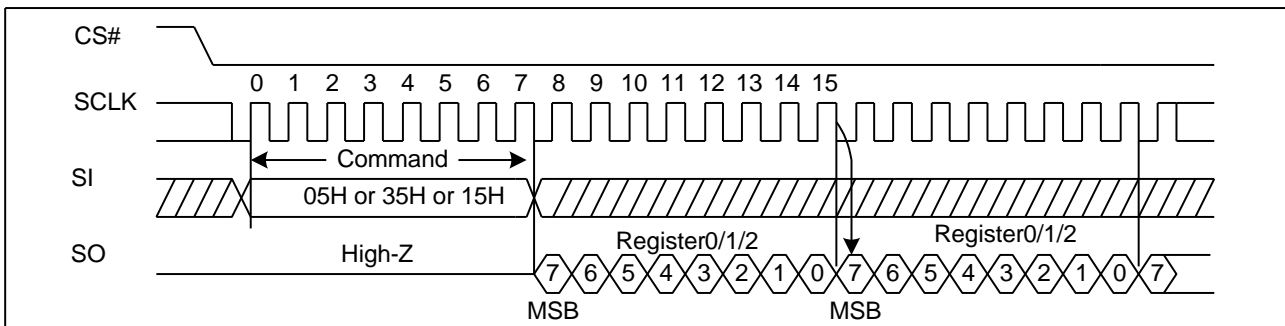 CS#
0 1 2 3 4 5 6 7 8 9 10 11 12 13 14 15
SCLK
Command
SI
05H or 35H or 15H
Register0/1/2 Register0/1/2
SO
High-Z
7 6 5 4 3 2 1 0 7 6 5 4 3 2 1 0 7
MSB MSB